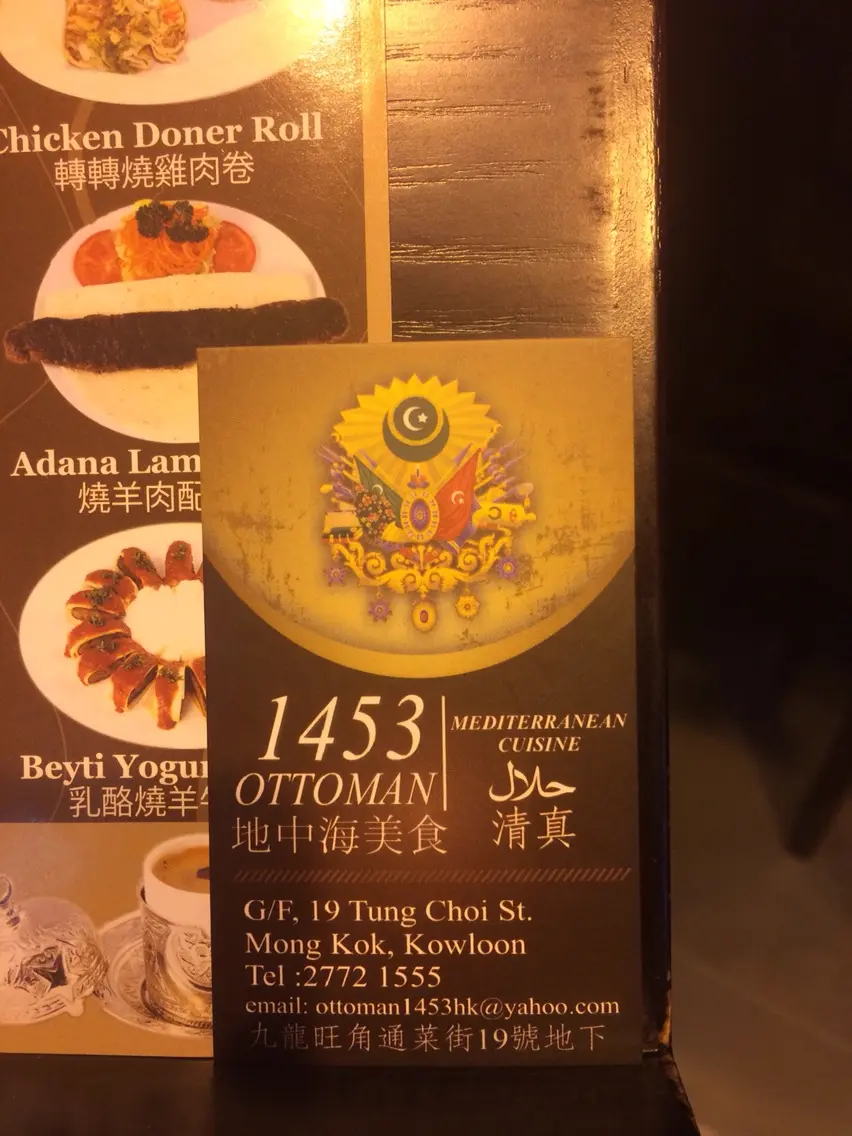 Chicken Doner Roll
轉轉燒雞肉卷
Adana Lam
燒羊肉配
Beyti Yogur
乳酪燒羊
1453
OTTOMAN
地中海美食
MEDITERRANEAN
CUISINE
حلال
清真
G/F, 19 Tung Choi St.
Mong Kok, Kowloon
Tel :2772 1555
email: ottoman1453hk@yahoo.com
九龍旺角通菜街19號地下